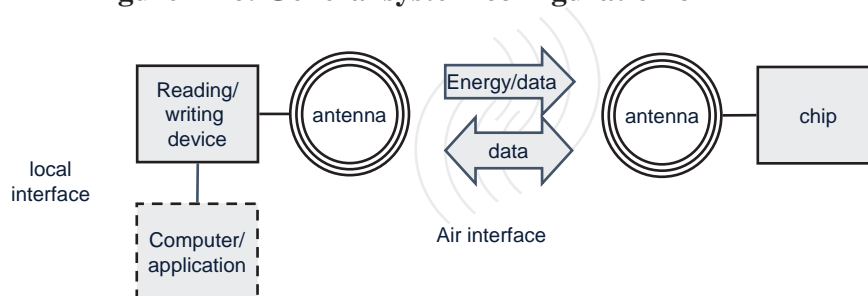 Reading/
writing
device
antenna
Energy/data
data
antenna
chip
local
interface
Air interface
Computer/
application